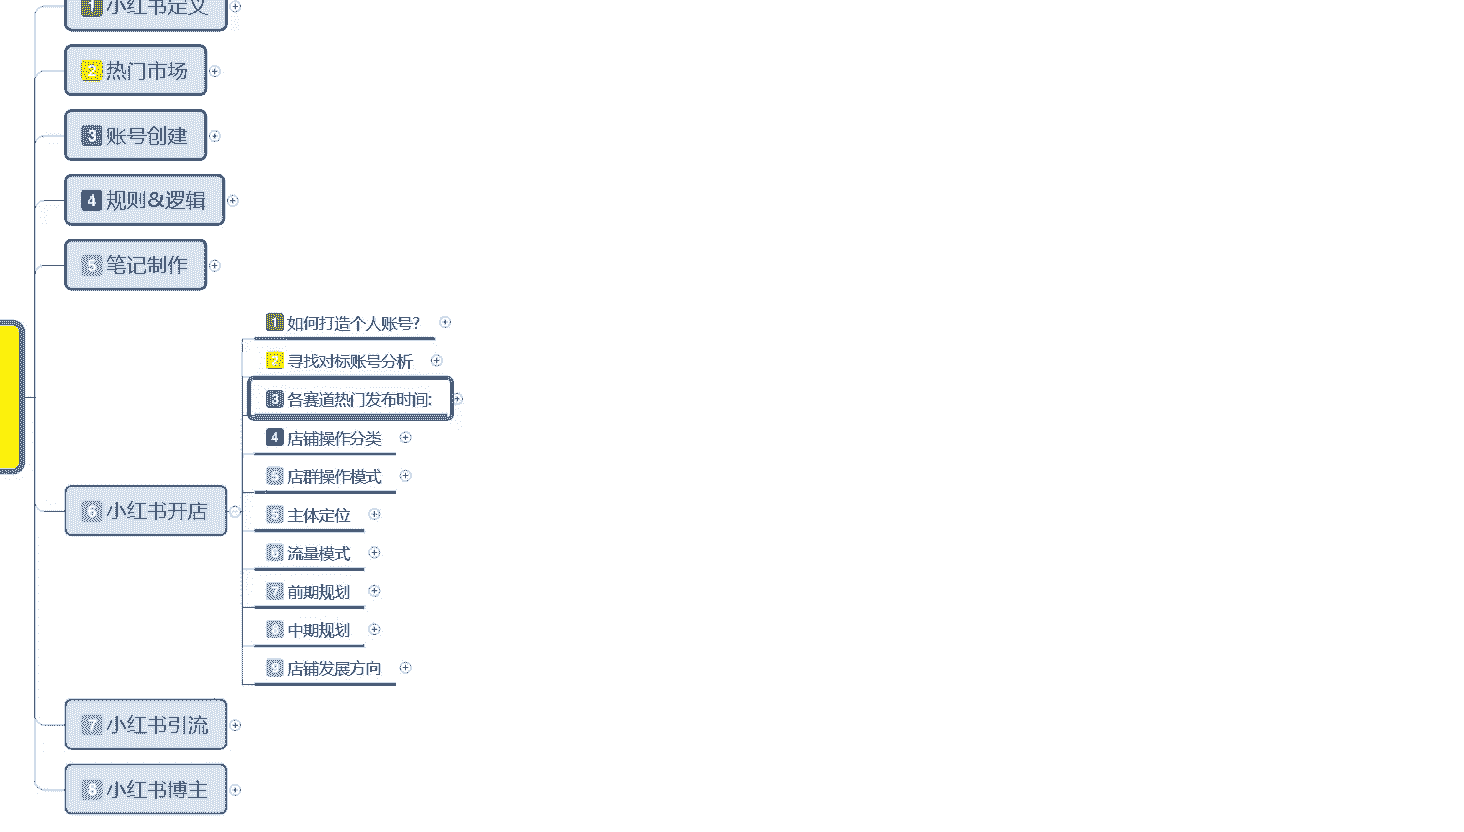 1 小红书定义
2 热门市场
3 账号创建
4 规则&逻辑
5 笔记制作
1 如何打造个人账号?
2 寻找对标账号分析
3 各赛道热门发布时间:
4 店铺操作分类
5 店群操作模式
5 主体定位
6 流量模式
7 前期规划
8 中期规划
9 店铺发展方向
6 小红书开店
7 小红书引流
8 小红书博主